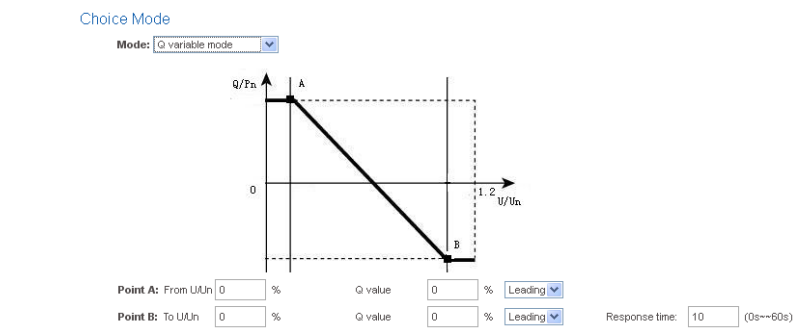 Choice Mode
Mode: Q variable mode
Q/Pn A
0 1.2
U/Un
B
Point A: From U/Un 0 % Q value 0 % Leading
Point B: To U/Un 0 % Q value 0 % Leading Response time: 10 (0s~~60s)